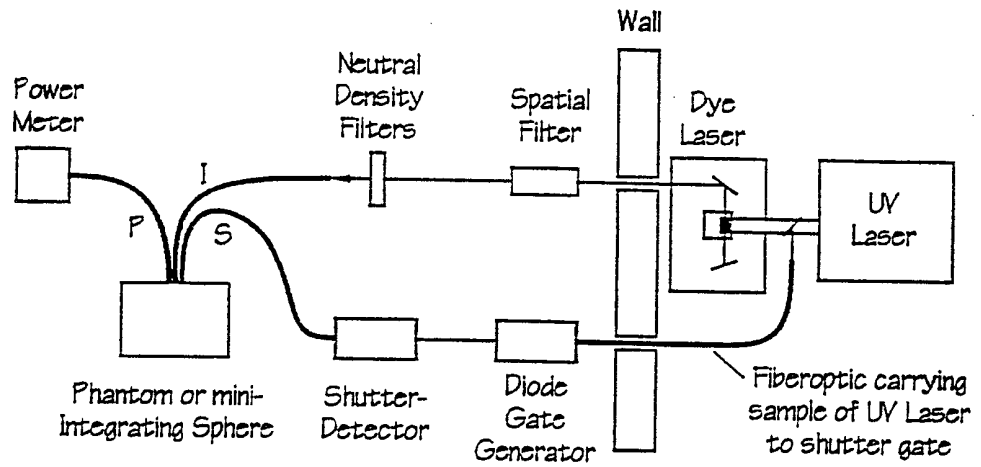 Wall
Power
Meter
Neutral
Density
Filters
Spatial
Filter
Dye
Laser
UV
Laser
I
P
S
Phantom or mini-
Integrating Sphere
Shutter-
Detector
Diode
Gate
Generator
Fiberoptic carrying
sample of UV Laser
to shutter gate